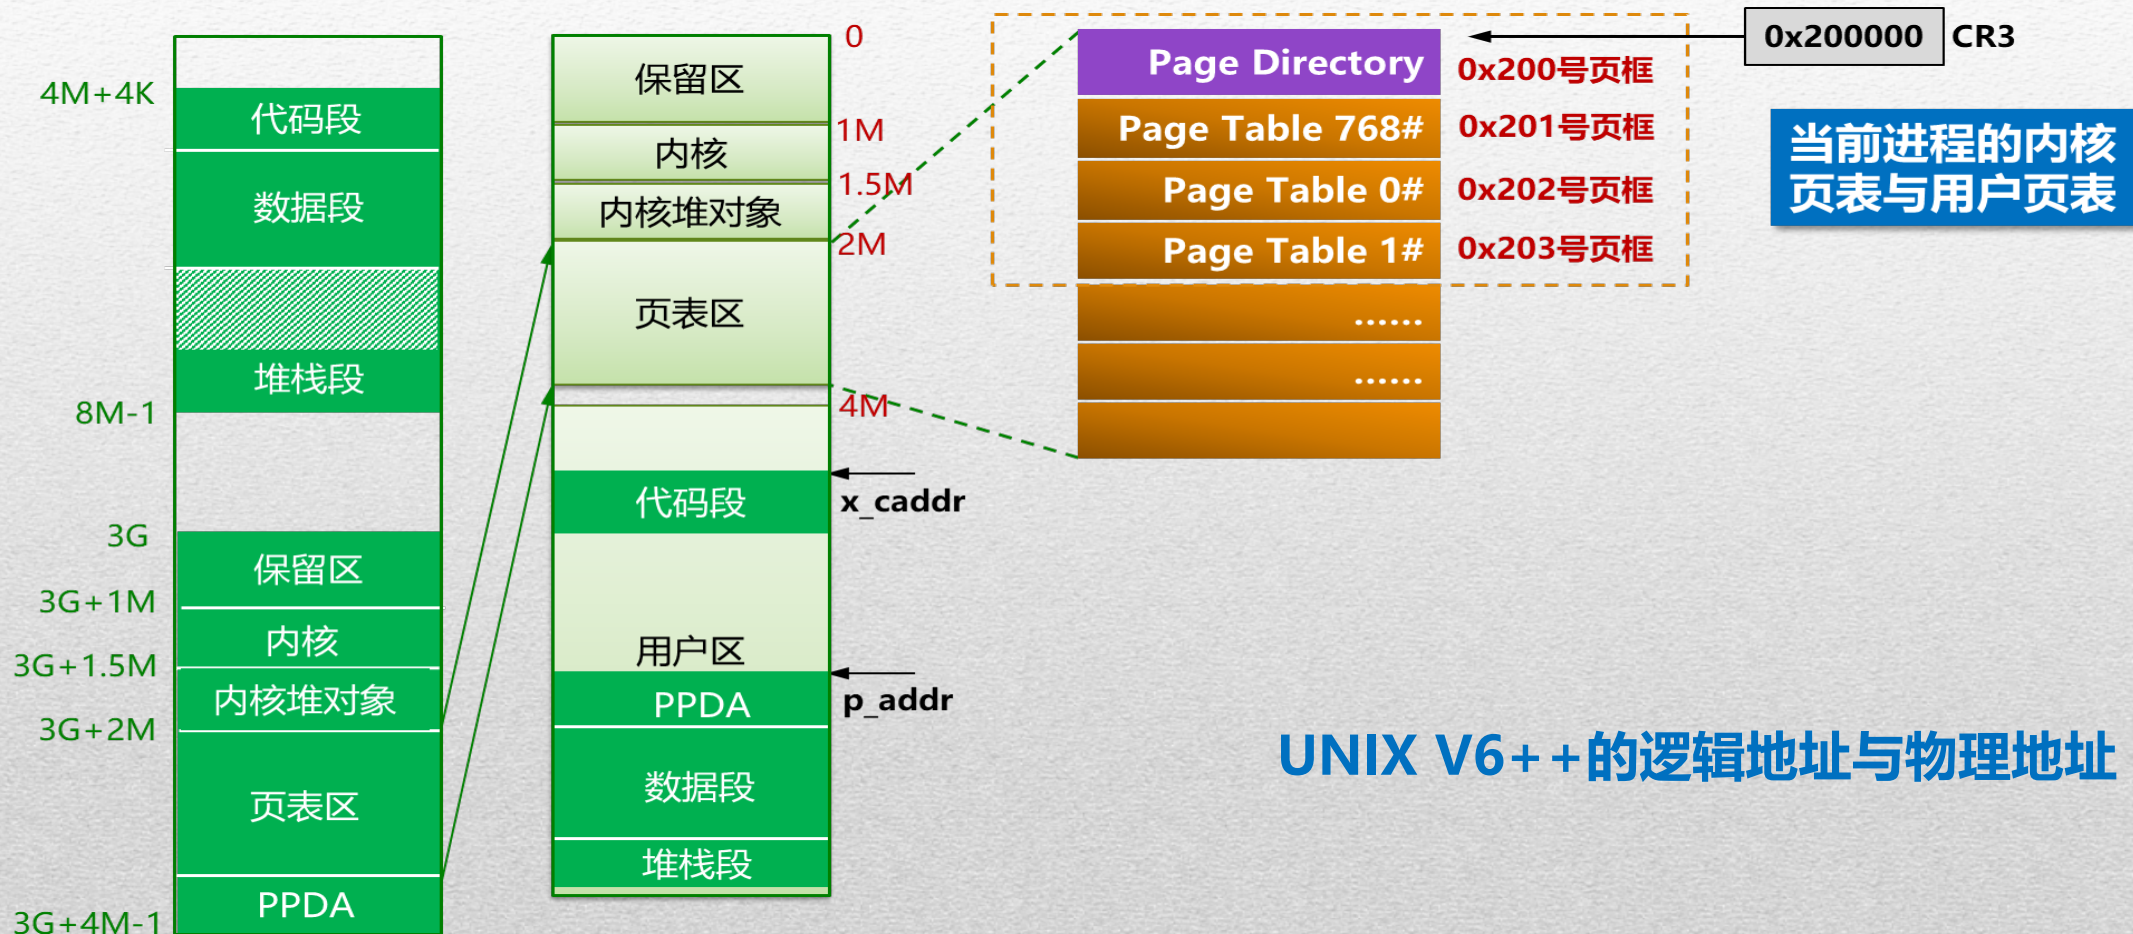 4M+4K
代码段
数据段
堆栈段
8M-1
3G
保留区
3G+1M
内核
3G+1.5M
内核堆对象
3G+2M
页表区
PPDA
3G+4M-1
0
保留区
1M
内核
1.5M
内核堆对象
2M
页表区
4M
代码段
x_caddr
用户区
p_addr
PPDA
数据段
堆栈段
0x200000 CR3
Page Directory 0x200号页框
Page Table 768# 0x201号页框
Page Table 0# 0x202号页框
Page Table 1# 0x203号页框
......
......
当前进程的内核
页表与用户页表
UNIX V6++的逻辑地址与物理地址